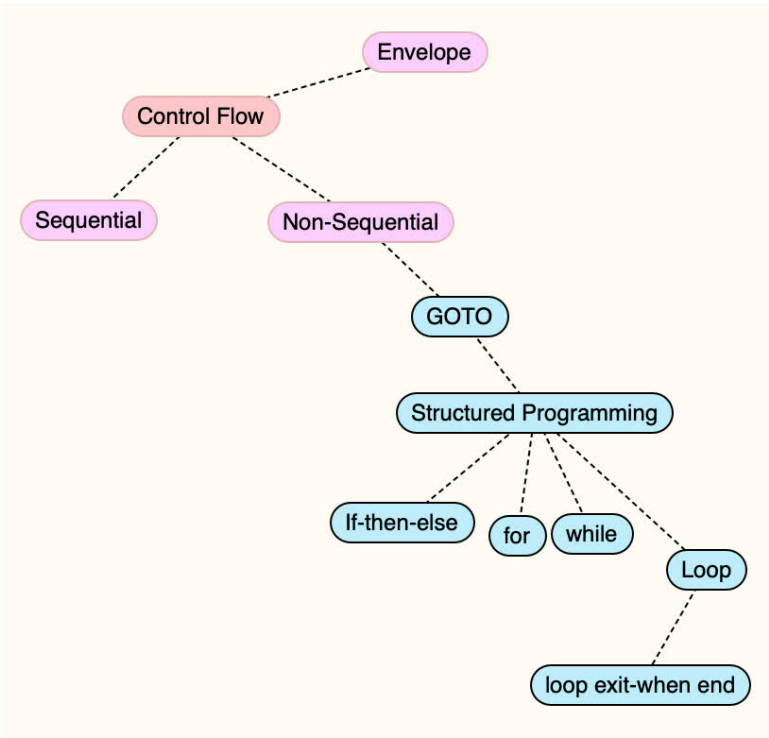 Envelope
Control Flow
Sequential
Non-Sequential
GOTO
Structured Programming
If-then-else
for
while
Loop
loop exit-when end